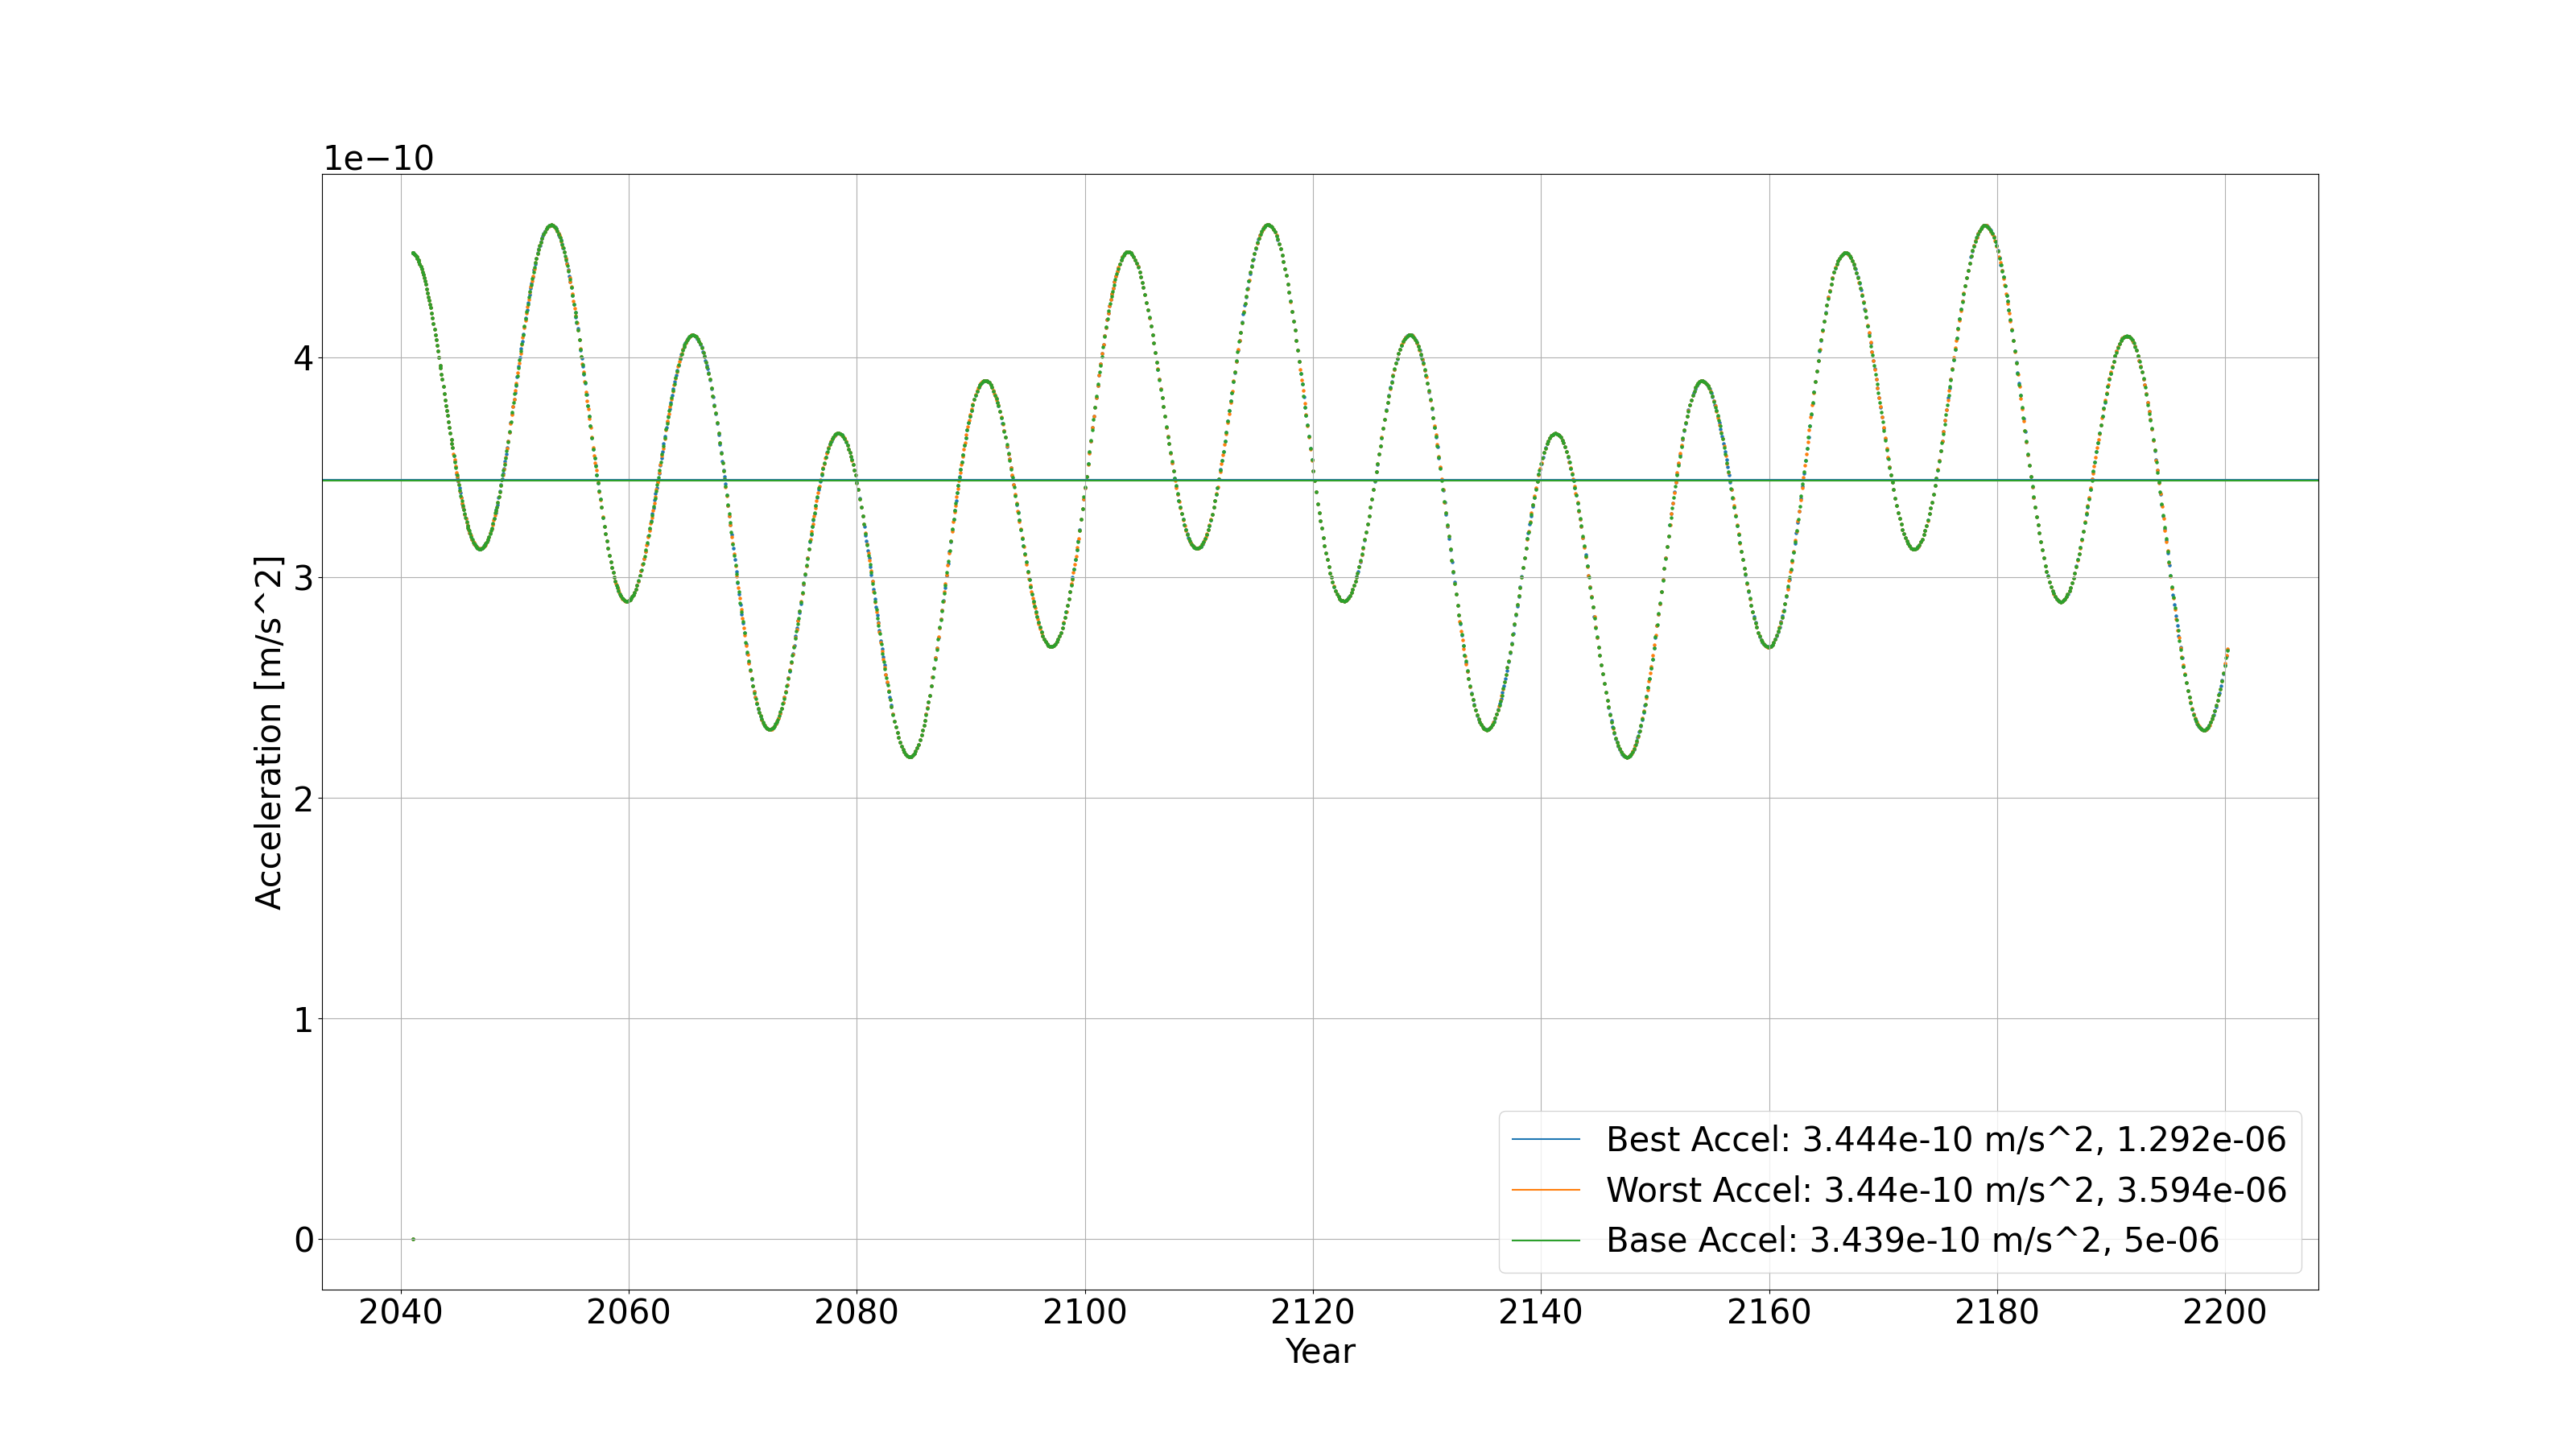 1e−10
4
3
2
1
0
Acceleration [m/s^2]
2040 2060 2080 2100 2120 2140 2160 2180 2200
Year
Best Accel: 3.444e-10 m/s^2, 1.292e-06
Worst Accel: 3.44e-10 m/s^2, 3.594e-06
Base Accel: 3.439e-10 m/s^2, 5e-06